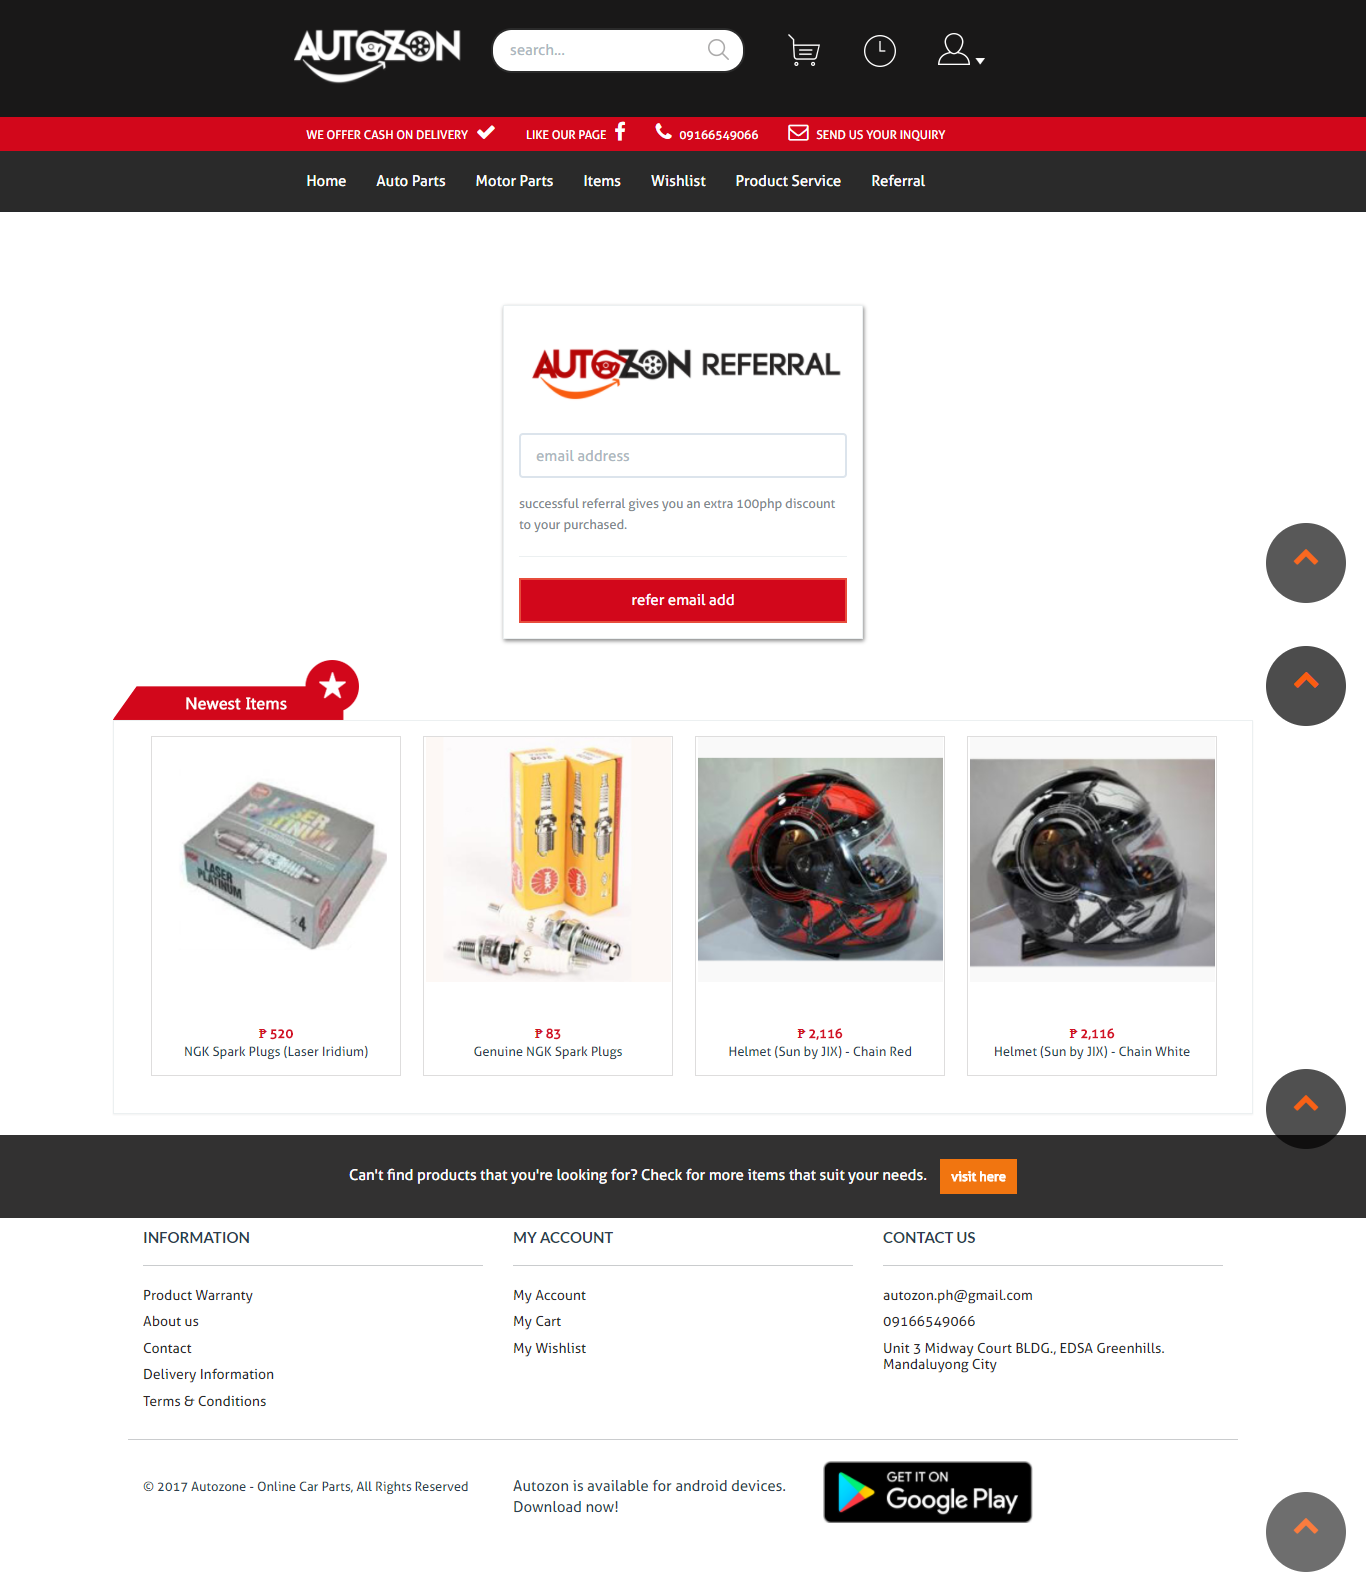 AUTOZON
search...
WE OFFER CASH ON DELIVERY
LIKE OUR PAGE
09166549066
SEND US YOUR INQUIRY
Home
Auto Parts
Motor Parts
Items
Wishlist
Product Service
Referral
AUTOZON REFERRAL
email address
successful referral gives you an extra 100php discount
to your purchased.
refer email add
Newest Items
LASER
PLATINUM
LASER
PLATINUM
x4
NGK
₱ 520
NGK Spark Plugs (Laser Iridium)
₱ 83
Genuine NGK Spark Plugs
₱ 2,116
Helmet (Sun by JIX) - Chain Red
₱ 2,116
Helmet (Sun by JIX) - Chain White
Can't find products that you're looking for? Check for more items that suit your needs.
visit here
INFORMATION
Product Warranty
About us
Contact
Delivery Information
Terms & Conditions
MY ACCOUNT
My Account
My Cart
My Wishlist
CONTACT US
autozon.ph@gmail.com
09166549066
Unit 3 Midway Court BLDG., EDSA Greenhills.
Mandaluyong City
© 2017 Autozone - Online Car Parts, All Rights Reserved
Autozon is available for android devices.
Download now!
GET IT ON
Google Play